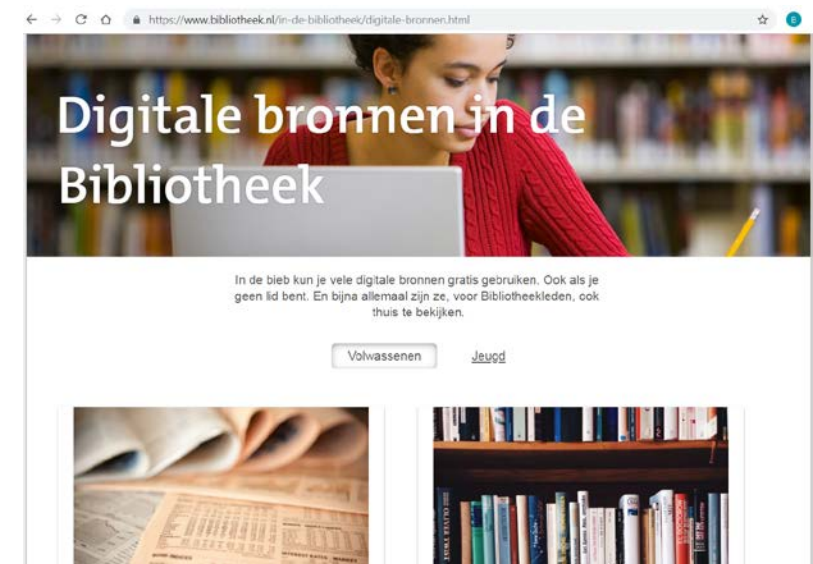 https://www.bibliotheek.nl/in-de-bibliotheek/digitale-bronnen.html
B
Digitale bronnen in de
Bibliotheek
In de bieb kun je vele digitale bronnen gratis gebruiken. Ook als je
geen lid bent. En bijna allemaal zijn ze, voor Bibliotheekleden, ook
thuis te bekijken.
Volwassenen Jeugd
OLIVER TWIST